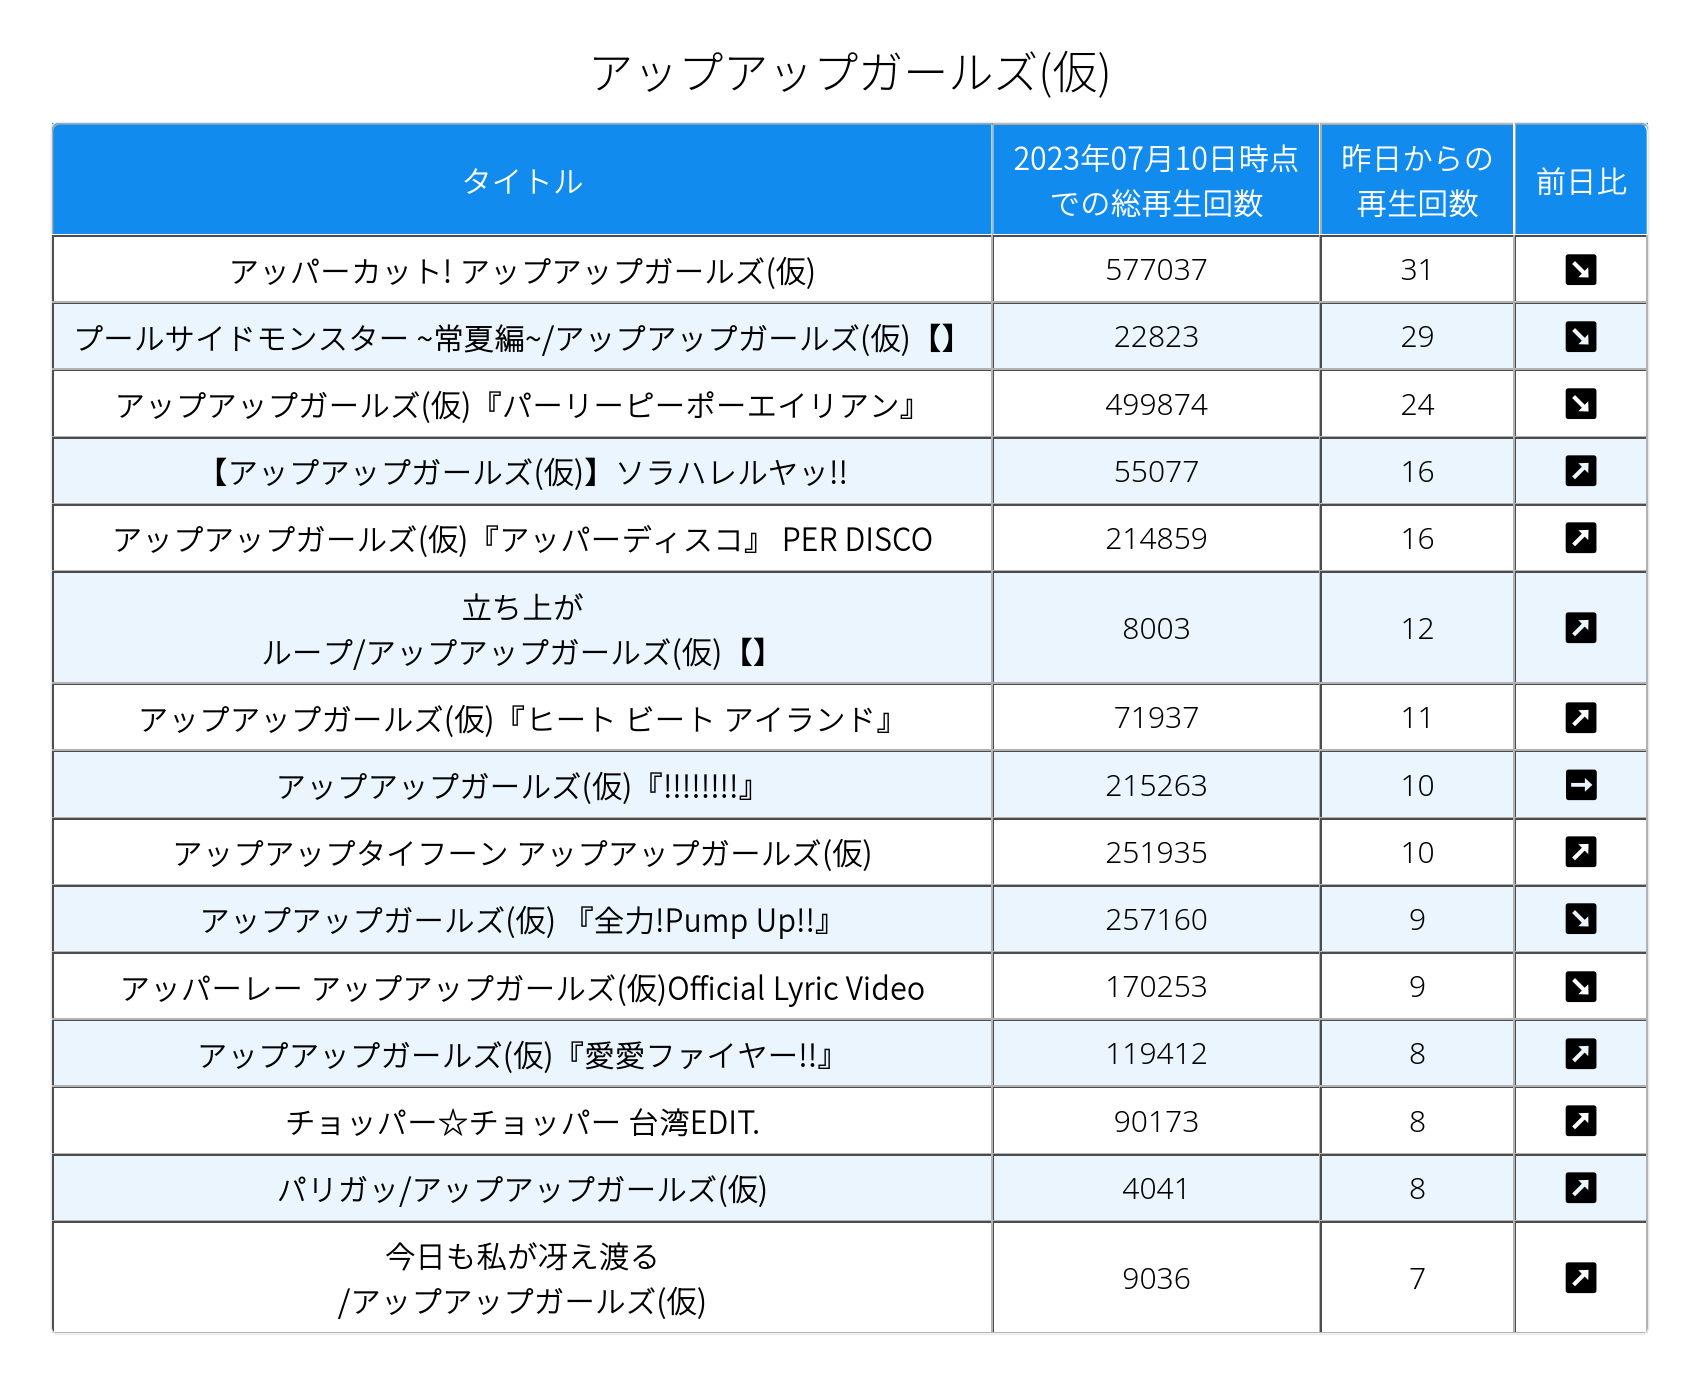 アップアップガールズ(仮)
タイトル
2023年07月10日時点
での総再生回数
昨日からの
再生回数
前日比
アッパーカット! アップアップガールズ(仮) 577037 31 ↘
プールサイドモンスター ~常夏編~/アップアップガールズ(仮)【】 22823 29 ↘
アップアップガールズ(仮)『パーリーピーポーエイリアン』 499874 24 ↘
【アップアップガールズ(仮)】ソラハレルヤッ!! 55077 16 ↗
アップアップガールズ(仮)『アッパーディスコ』 PER DISCO 214859 16 ↗
立ち上が
ループ/アップアップガールズ(仮)【】 8003 12 ↗
アップアップガールズ(仮)『ヒート ビート アイランド』 71937 11 ↗
アップアップガールズ(仮)『!!!!!!!!』 215263 10 →
アップアップタイフーン アップアップガールズ(仮) 251935 10 ↗
アップアップガールズ(仮) 『全力!Pump Up!!』 257160 9 ↘
アッパーレー アップアップガールズ(仮)Official Lyric Video 170253 9 ↘
アップアップガールズ(仮)『愛愛ファイヤー!!』 119412 8 ↗
チョッパー☆チョッパー 台湾EDIT. 90173 8 ↗
パリガッ/アップアップガールズ(仮) 4041 8 ↗
今日も私が冴え渡る
/アップアップガールズ(仮) 9036 7 ↗